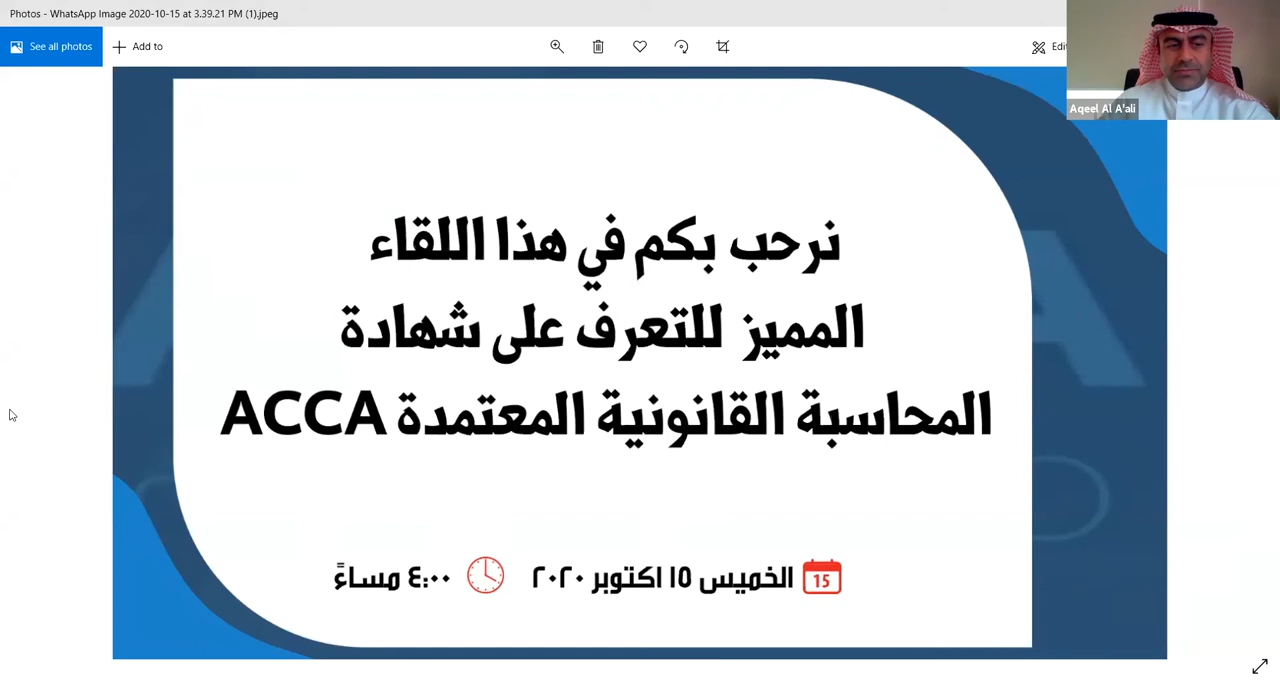 Photos - WhatsApp Image 2020-10-15 at 3.39.21 PM (1).jpeg
See all photos
Add to
Aqeel Al A'ali
نرحب بكم في هذا اللقاء
المميز للتعرف على شهادة
المحاسبة القانونية المعتمدة ACCA
15 الخميس ١٥ اكتوبر ٢٠٢٠ ٤:٠٠ مساءً